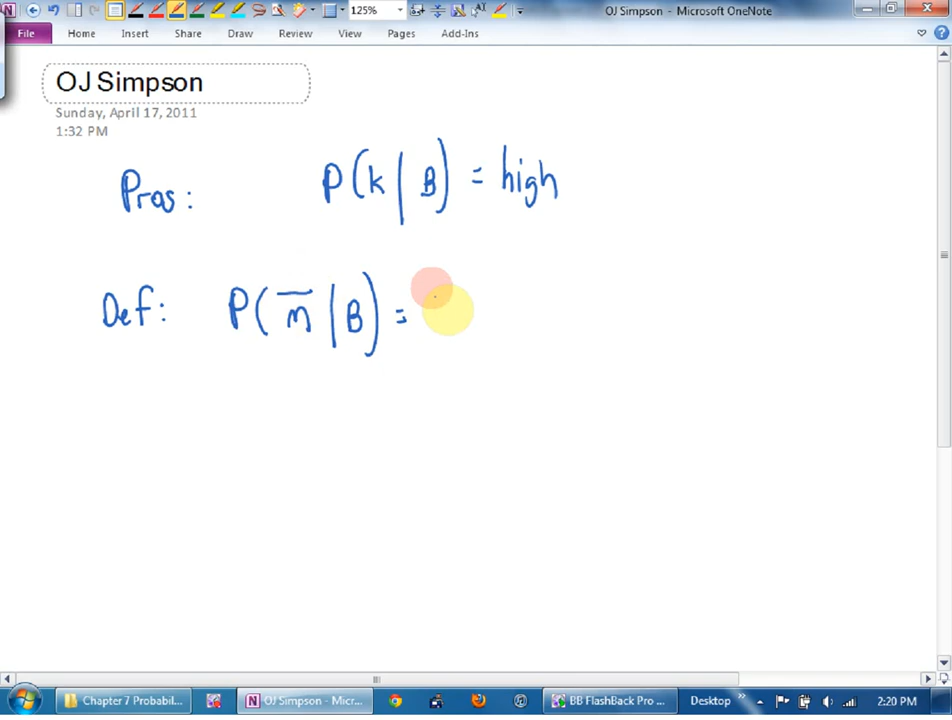 OJ Simpson - Microsoft OneNote
125%
File Home Insert Share Draw Review View Pages Add-Ins
OJ Simpson
Sunday, April 17, 2011
1:32 PM
Pros: P(k | B) = high
Def: P(m̅ | B) =
Chapter 7 Probabil... OJ Simpson - Micr... BB FlashBack Pro ... Desktop 2:20 PM